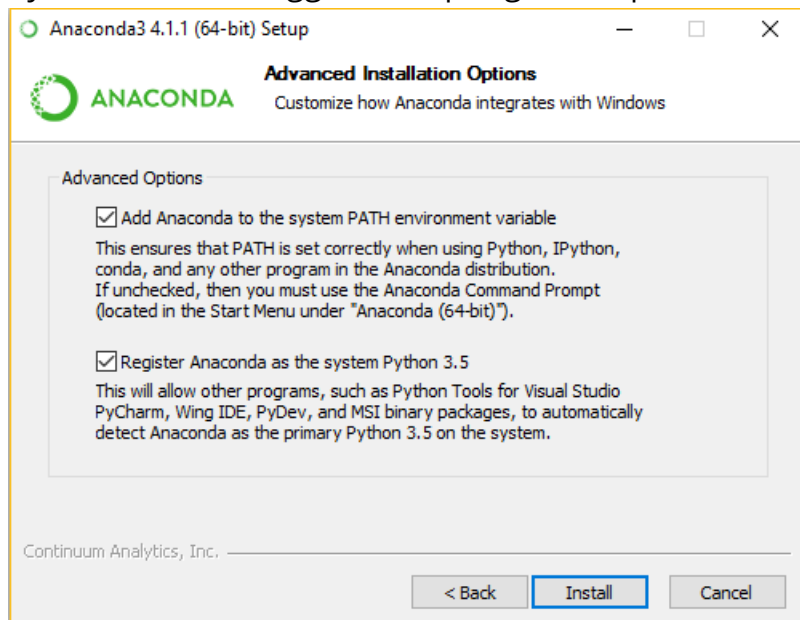 Anaconda3 4.1.1 (64-bit) Setup
ANACONDA
Advanced Installation Options
Customize how Anaconda integrates with Windows
Advanced Options
Add Anaconda to the system PATH environment variable
This ensures that PATH is set correctly when using Python, IPython,
conda, and any other program in the Anaconda distribution.
If unchecked, then you must use the Anaconda Command Prompt
(located in the Start Menu under "Anaconda (64-bit)").
Register Anaconda as the system Python 3.5
This will allow other programs, such as Python Tools for Visual Studio
PyCharm, Wing IDE, PyDev, and MSI binary packages, to automatically
detect Anaconda as the primary Python 3.5 on the system.
Continuum Analytics, Inc.
< Back
Install
Cancel